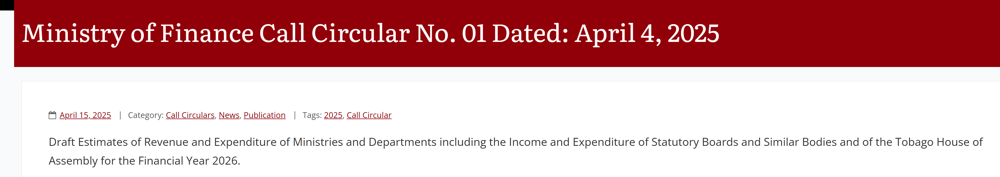 Ministry of Finance Call Circular No. 01 Dated: April 4, 2025
April 15, 2025 | Category: Call Circulars, News, Publication | Tags: 2025, Call Circular
Draft Estimates of Revenue and Expenditure of Ministries and Departments including the Income and Expenditure of Statutory Boards and Similar Bodies and of the Tobago House of
Assembly for the Financial Year 2026.